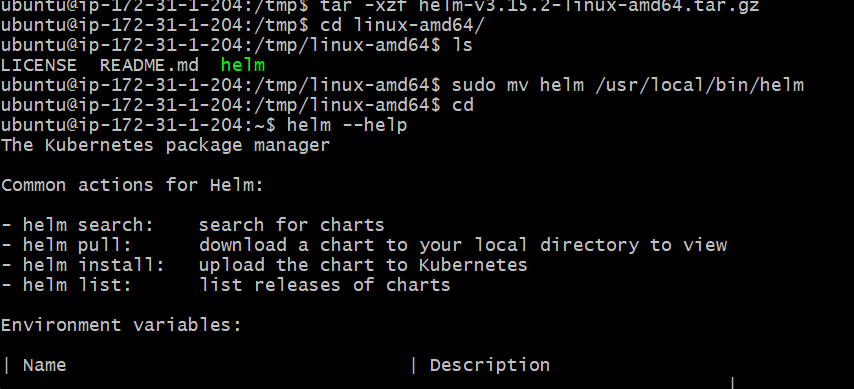 ubuntu@ip-172-31-1-204:/tmp$ tar -xzf helm-v3.15.2-linux-amd64.tar.gz
ubuntu@ip-172-31-1-204:/tmp$ cd linux-amd64/
ubuntu@ip-172-31-1-204:/tmp/linux-amd64$ ls
LICENSE  README.md  helm
ubuntu@ip-172-31-1-204:/tmp/linux-amd64$ sudo mv helm /usr/local/bin/helm
ubuntu@ip-172-31-1-204:/tmp/linux-amd64$ cd
ubuntu@ip-172-31-1-204:~$ helm --help
The Kubernetes package manager
Common actions for Helm:
- helm search:    search for charts
- helm pull:      download a chart to your local directory to view
- helm install:   upload the chart to Kubernetes
- helm list:      list releases of charts
Environment variables:
| Name                               | Description
|